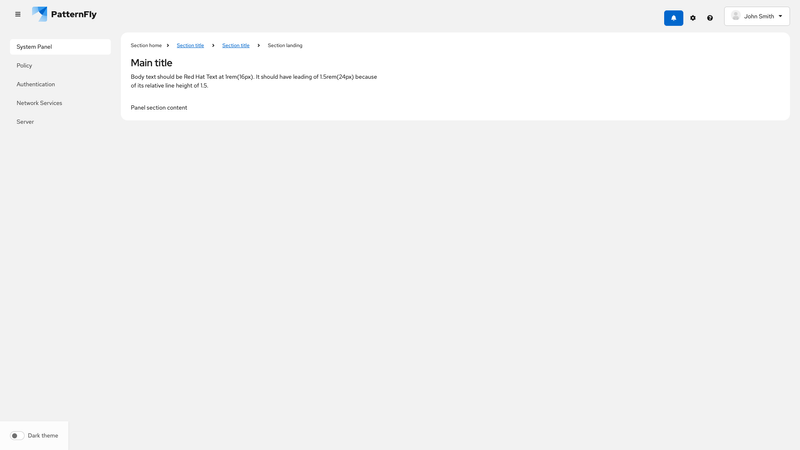 PatternFly
John Smith
System Panel
Policy
Authentication
Network Services
Server
Section home
Section title
Section title
Section landing
Main title
Body text should be Red Hat Text at 1rem(16px). It should have leading of 1.5rem(24px) because
of its relative line height of 1.5.
Panel section content
Dark theme